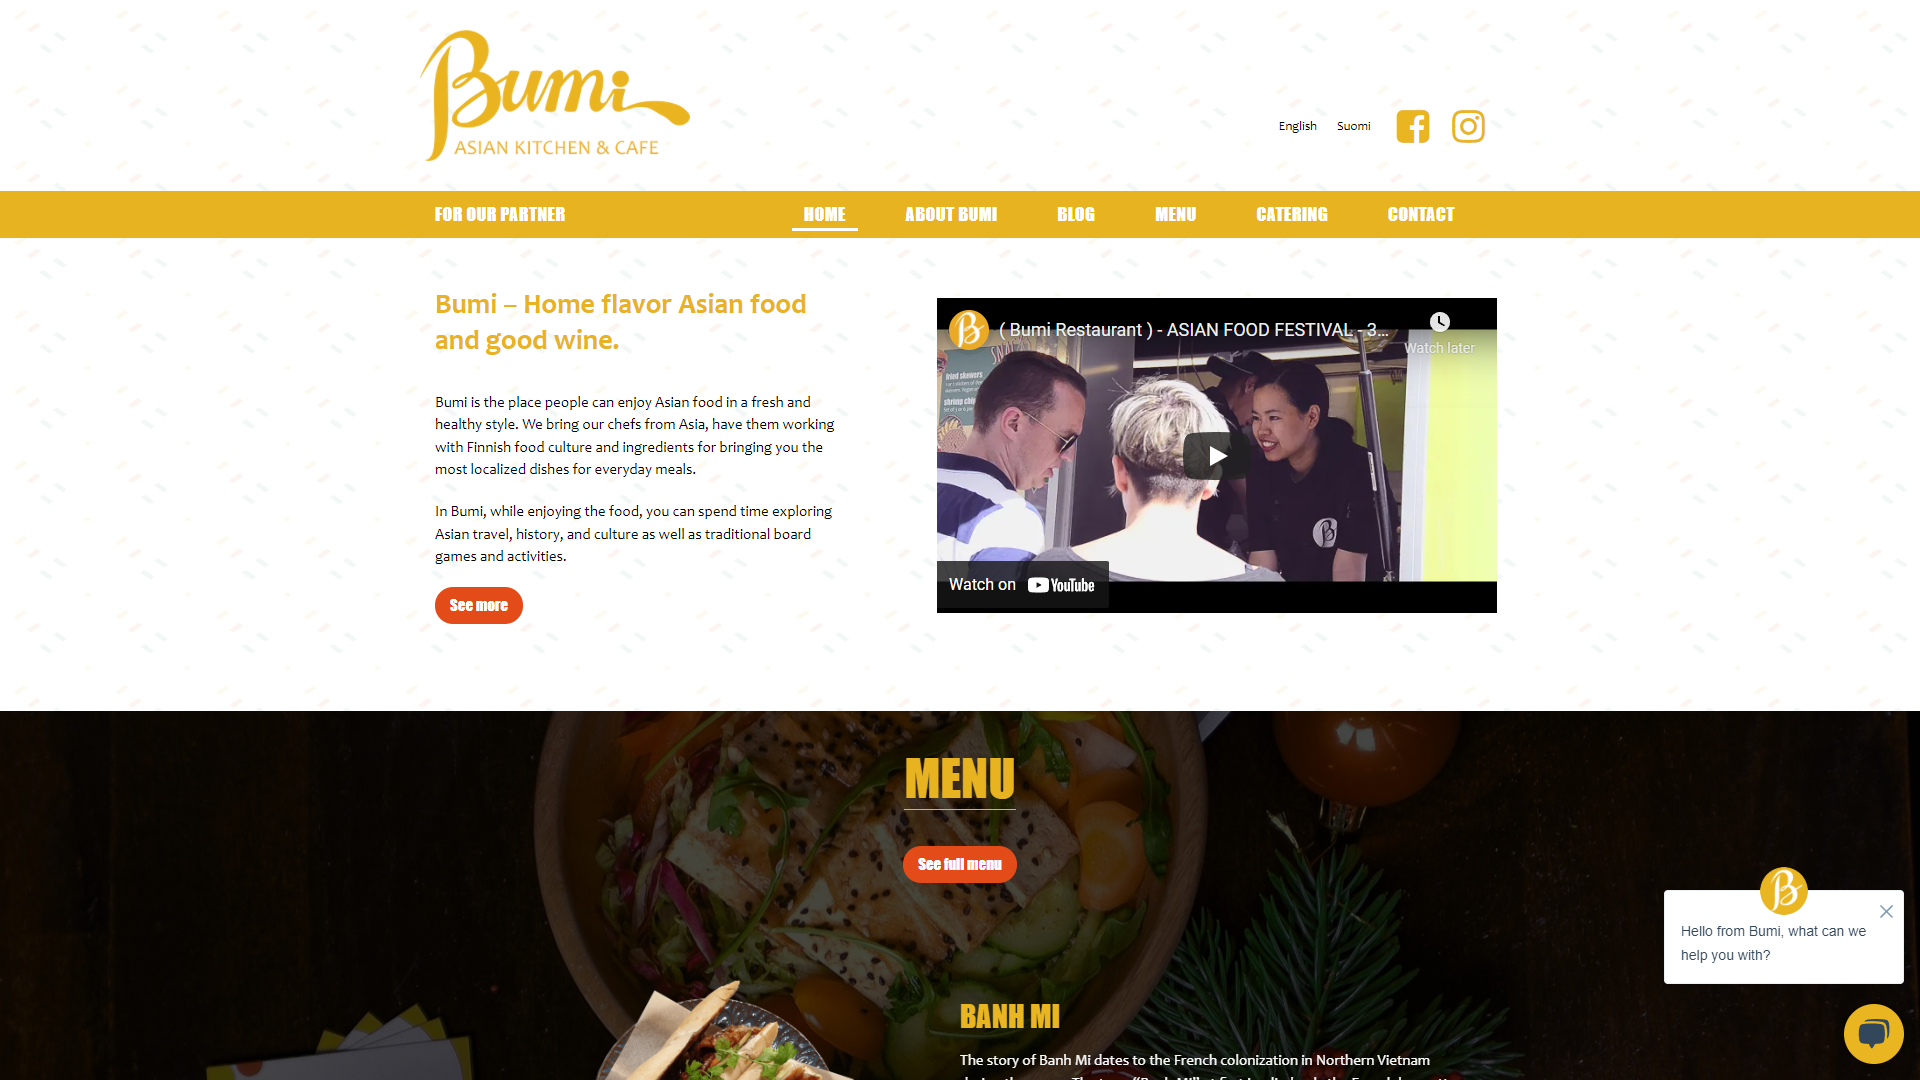 Bumi
ASIAN KITCHEN & CAFE
English Suomi
FOR OUR PARTNER HOME ABOUT BUMI BLOG MENU CATERING CONTACT
Bumi – Home flavor Asian food
and good wine.
Bumi is the place people can enjoy Asian food in a fresh and
healthy style. We bring our chefs from Asia, have them working
with Finnish food culture and ingredients for bringing you the
most localized dishes for everyday meals.
In Bumi, while enjoying the food, you can spend time exploring
Asian travel, history, and culture as well as traditional board
games and activities.
See more
B ( Bumi Restaurant ) - ASIAN FOOD FESTIVAL - 3...
Watch later
fried skewers
shrimp chips
B
Watch on YouTube
MENU
See full menu
B
Hello from Bumi, what can we
help you with?
BANH MI
The story of Banh Mi dates to the French colonization in Northern Vietnam